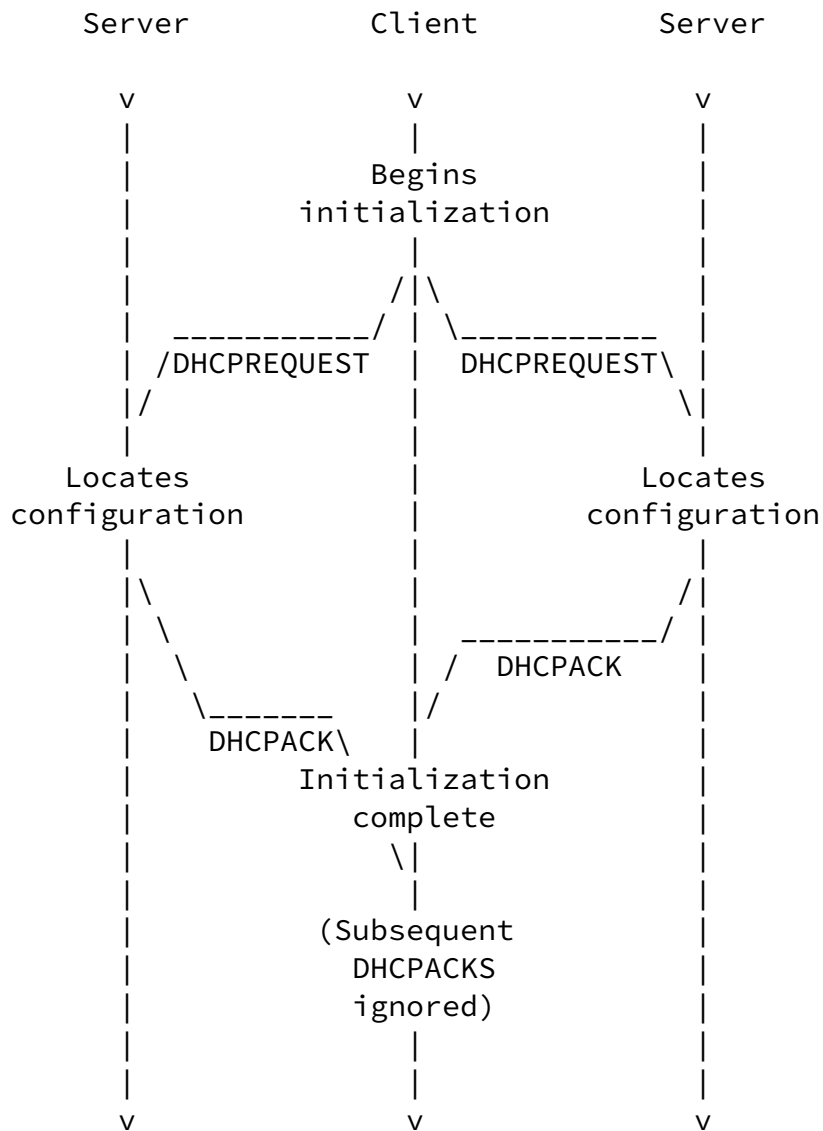 Server Client Server
v v v
Begins
initialization
DHCPREQUEST DHCPREQUEST
Locates Locates
configuration configuration
DHCPACK
DHCPACK
Initialization
complete
(Subsequent
DHCPACKS
ignored)
v v v